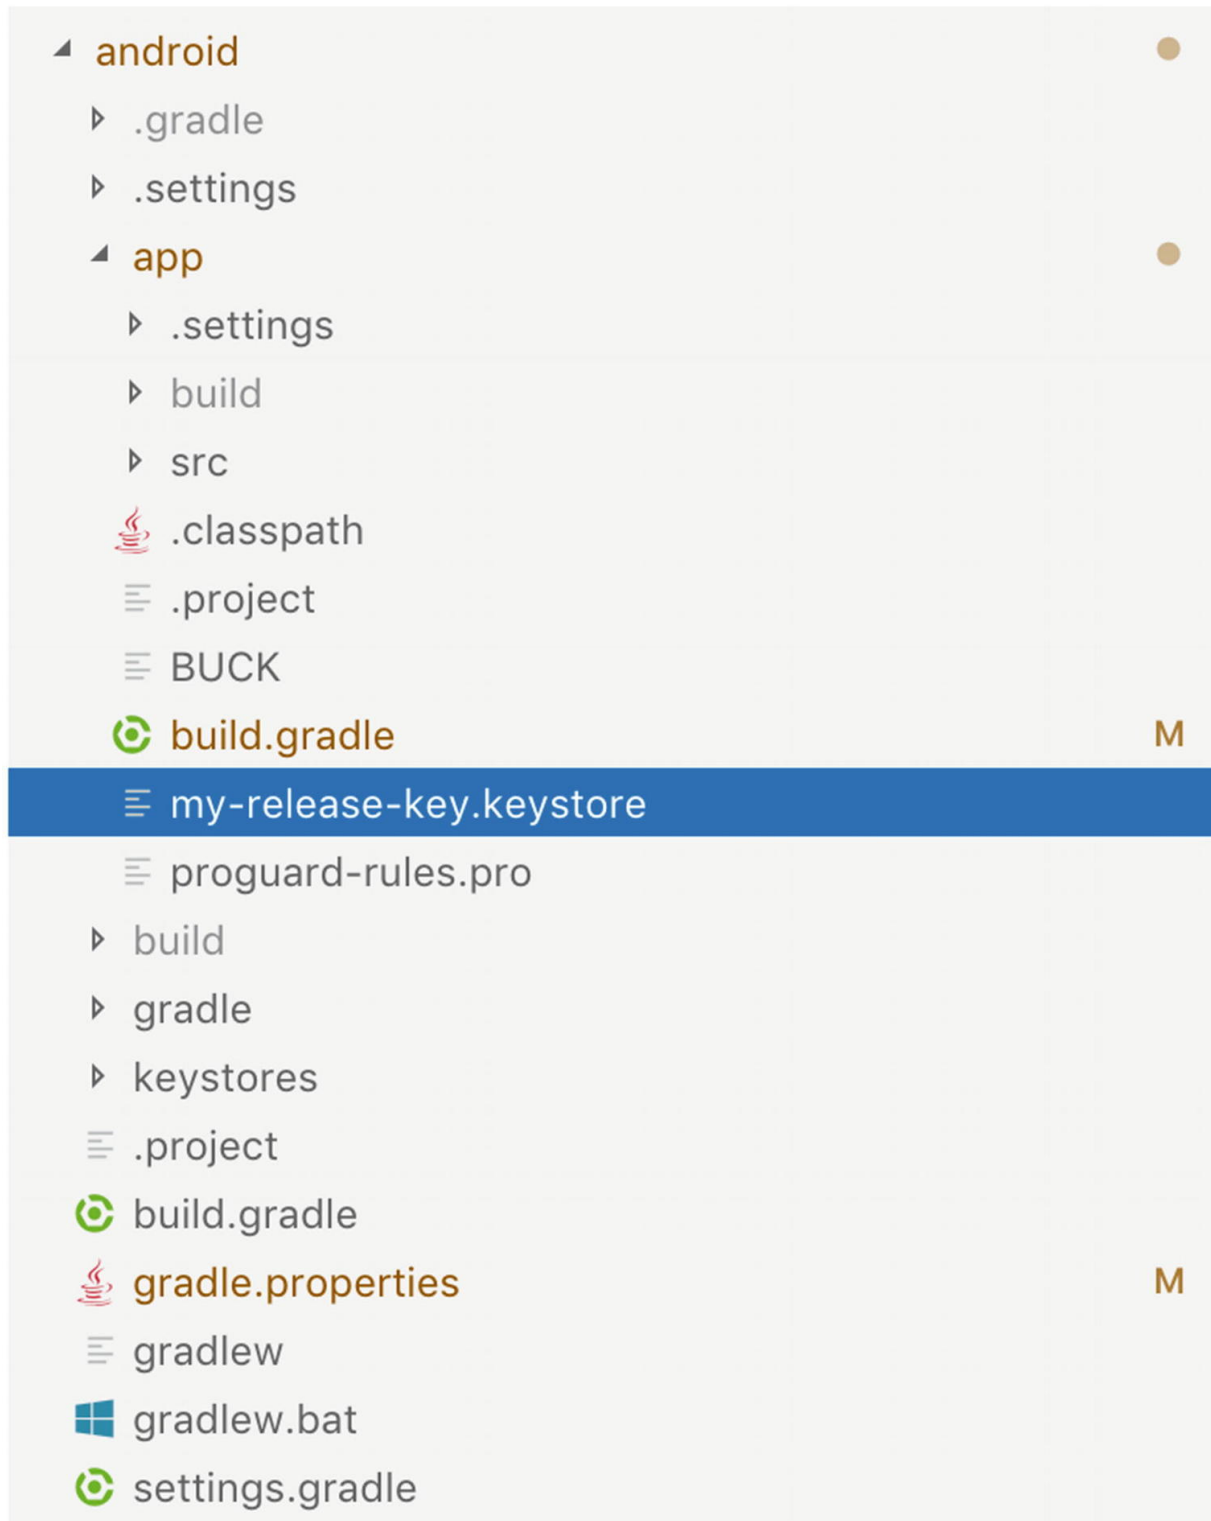 android
.gradle
.settings
app
.settings
build
src
.classpath
.project
BUCK
build.gradle M
my-release-key.keystore
proguard-rules.pro
build
gradle
keystores
.project
build.gradle
gradle.properties M
gradlew
gradlew.bat
settings.gradle